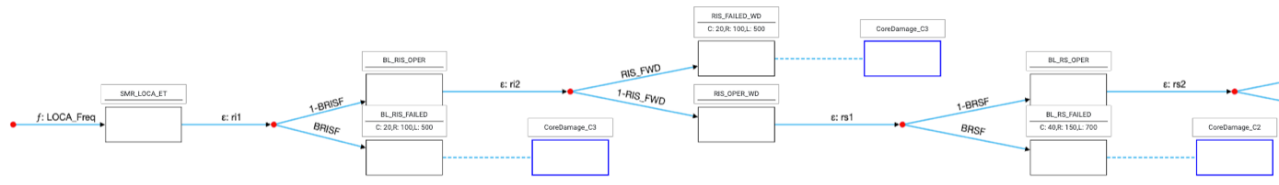 RIS_FAILED_WD
C: 20,R: 100,L: 500
CoreDamage_C3
BL_RIS_OPER
BL_RS_OPER
RIS_FWD
SMR_LOCA_ET
ε: ri2
RIS_OPER_WD
ε: rs2
1-BRISF
1-RIS_FWD
1-BRSF
BL_RIS_FAILED
C: 20,R: 100,L: 500
BL_RS_FAILED
C: 40,R: 150,L: 700
ƒ: LOCA_Freq
ε: ri1
BRISF
CoreDamage_C3
ε: rs1
BRSF
CoreDamage_C2